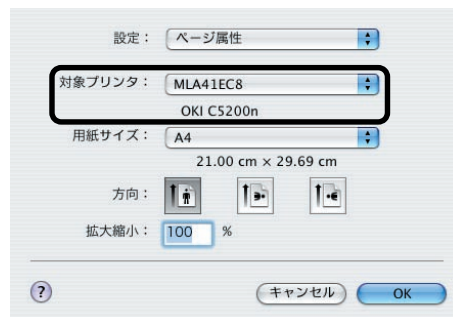 設定： ページ属性
対象プリンタ： MLA41EC8
OKI C5200n
用紙サイズ： A4
21.00 cm × 29.69 cm
方向：
拡大縮小： 100 %
? キャンセル OK